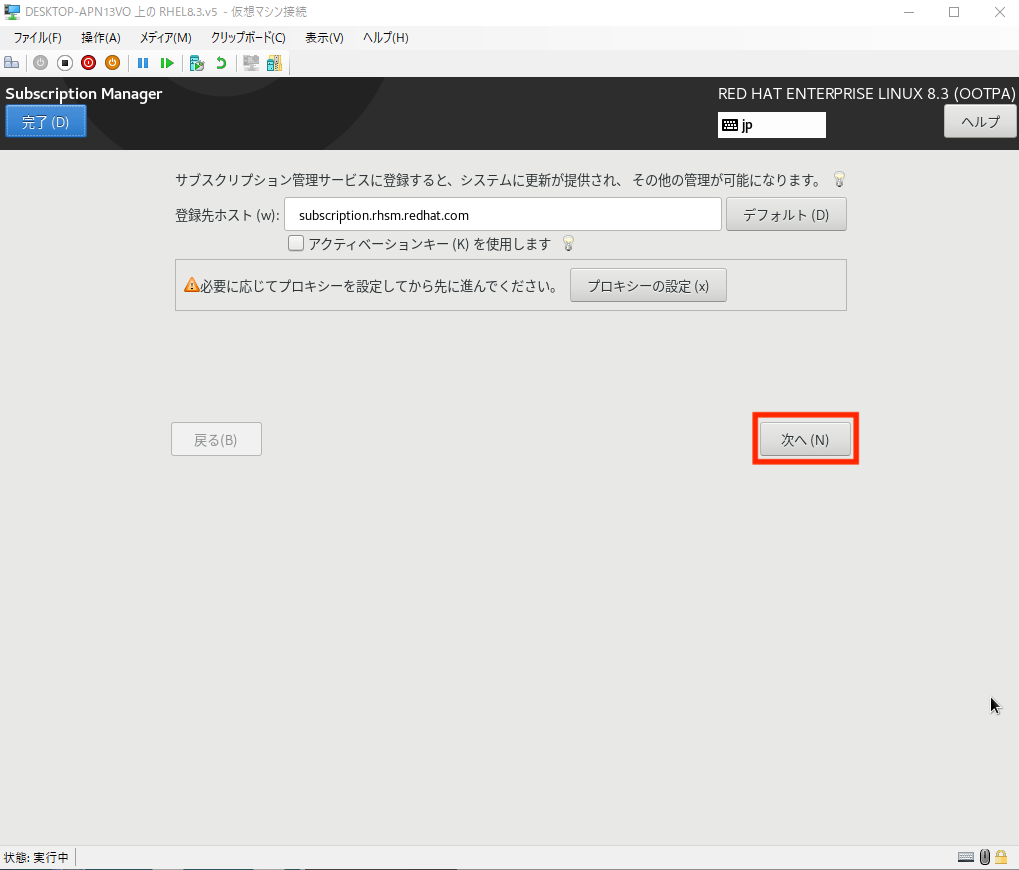 DESKTOP-APN13VO 上の RHEL8.3.v5 - 仮想マシン接続
ファイル(F) 操作(A) メディア(M) クリップボード(C) 表示(V) ヘルプ(H)
Subscription Manager
RED HAT ENTERPRISE LINUX 8.3 (OOTPA)
完了 (D)
jp
ヘルプ
サブスクリプション管理サービスに登録すると、システムに更新が提供され、 その他の管理が可能になります。
登録先ホスト (w): subscription.rhsm.redhat.com デフォルト (D)
アクティベーションキー (K) を使用します
必要に応じてプロキシーを設定してから先に進んでください。 プロキシーの設定 (x)
戻る(B) 次へ (N)
状態: 実行中